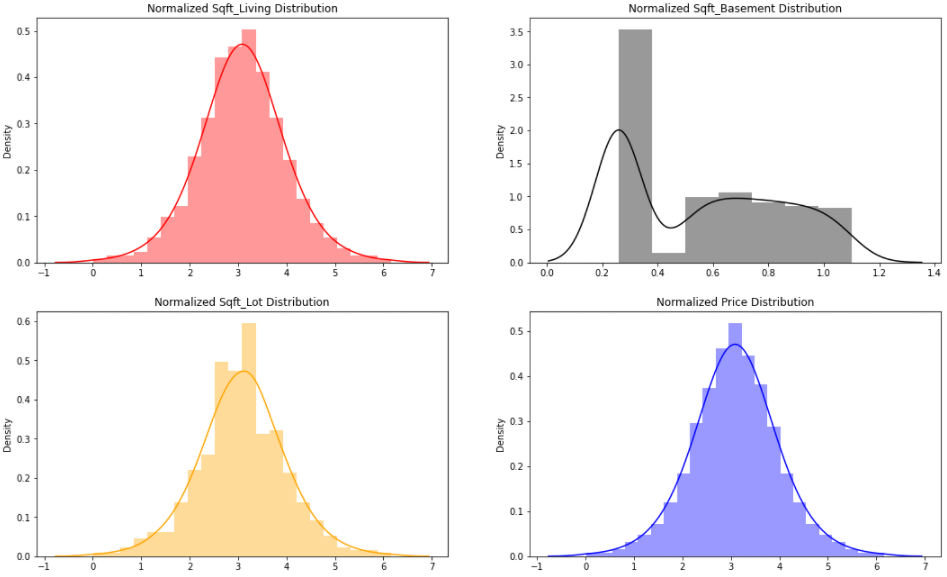 Normalized Sqft_Living Distribution
Density
0.5
0.4
0.3
0.2
0.1
0.0
−1 0 1 2 3 4 5 6 7
Normalized Sqft_Basement Distribution
Density
3.5
3.0
2.5
2.0
1.5
1.0
0.5
0.0
0.0 0.2 0.4 0.6 0.8 1.0 1.2 1.4
Normalized Sqft_Lot Distribution
Density
0.6
0.5
0.4
0.3
0.2
0.1
0.0
−1 0 1 2 3 4 5 6 7
Normalized Price Distribution
Density
0.5
0.4
0.3
0.2
0.1
0.0
−1 0 1 2 3 4 5 6 7